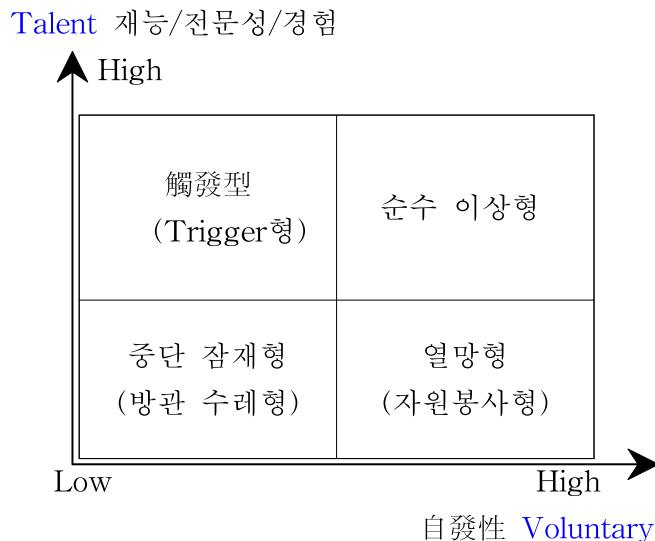 Talent 재능/전문성/경험
High
觸發型
(Trigger형)
순수 이상형
중단 잠재형
(방관 수레형)
열망형
(자원봉사형)
Low
High
自發性 Voluntary